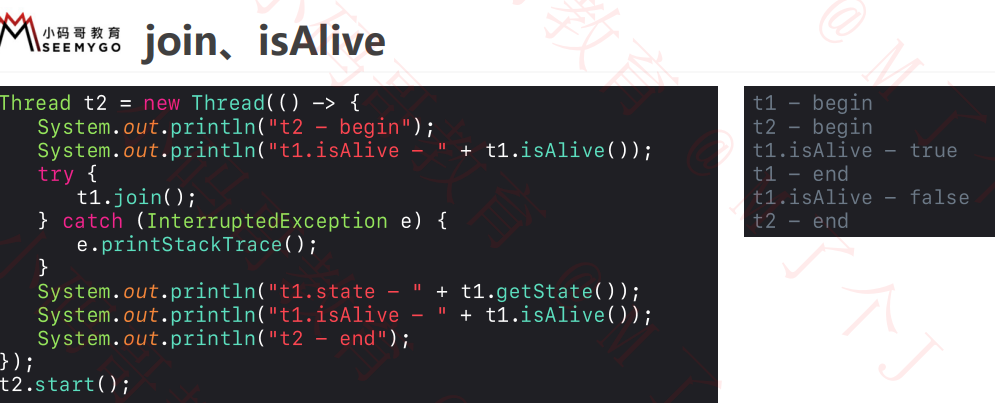 小码哥教育
SEEMYGO
join、isAlive
Thread t2 = new Thread(() -> {
System.out.println("t2 - begin");
System.out.println("t1.isAlive - " + t1.isAlive());
try {
t1.join();
} catch (InterruptedException e) {
e.printStackTrace();
}
System.out.println("t1.state - " + t1.getState());
System.out.println("t1.isAlive - " + t1.isAlive());
System.out.println("t2 - end");
});
t2.start();
t1 - begin
t2 - begin
t1.isAlive - true
t1 - end
t1.isAlive - false
t2 - end